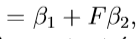 = β₁ + Fβ₂,